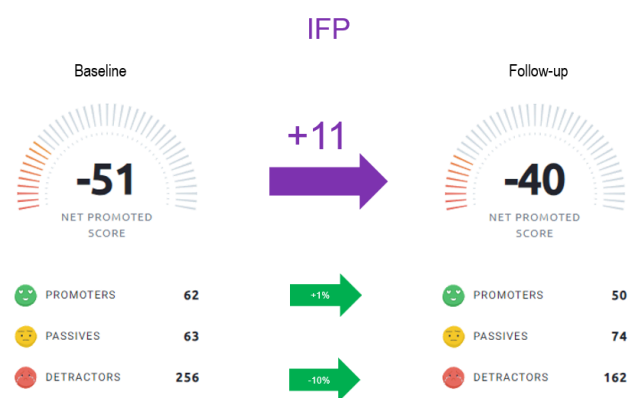 IFP
Baseline
Follow-up
+11
-51
NET PROMOTED
SCORE
-40
NET PROMOTED
SCORE
PROMOTERS 62
+1%
PROMOTERS 50
PASSIVES 63
PASSIVES 74
DETRACTORS 256
-10%
DETRACTORS 162